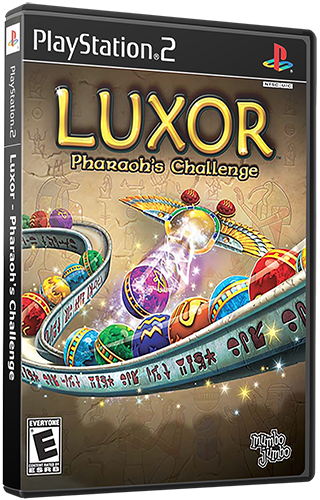 PlayStation 2
PlayStation.2
NTSC U/C
LUXOR
Pharaoh's Challenge
Luxor - Pharaoh's Challenge
EVERYONE
E
CONTENT RATED BY
ESRB
Mumbo
Jumbo